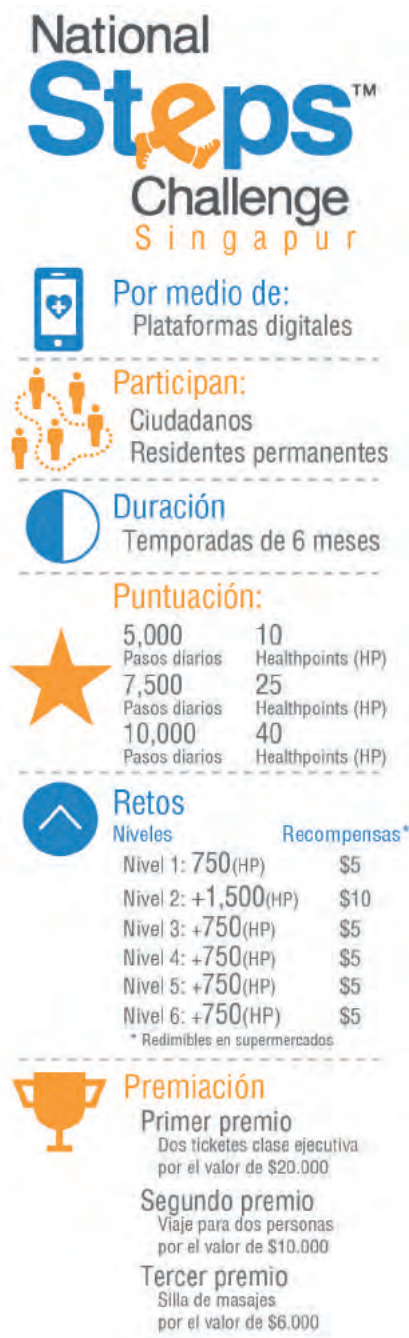 National
Steps™
Challenge
Singapur
Por medio de:
Plataformas digitales
Participan:
Ciudadanos
Residentes permanentes
Duración
Temporadas de 6 meses
Puntuación:
5,000 10
Pasos diarios Healthpoints (HP)
7,500 25
Pasos diarios Healthpoints (HP)
10,000 40
Pasos diarios Healthpoints (HP)
Retos
Niveles Recompensas*
Nivel 1: 750(HP) $5
Nivel 2: +1,500(HP) $10
Nivel 3: +750(HP) $5
Nivel 4: +750(HP) $5
Nivel 5: +750(HP) $5
Nivel 6: +750(HP) $5
* Redimibles en supermercados
Premiación
Primer premio
Dos ticketes clase ejecutiva
por el valor de $20.000
Segundo premio
Viaje para dos personas
por el valor de $10.000
Tercer premio
Silla de masajes
por el valor de $6.000